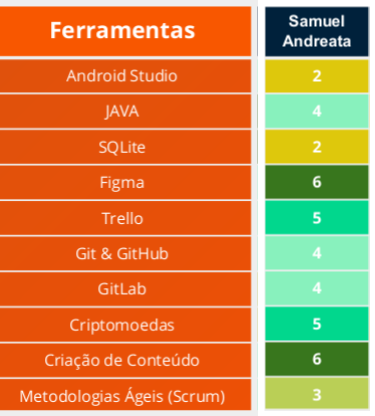 Ferramentas
Samuel
Andreata
Android Studio 2
JAVA 4
SQLite 2
Figma 6
Trello 5
Git & GitHub 4
GitLab 4
Criptomoedas 5
Criação de Conteúdo 6
Metodologias Ágeis (Scrum) 3